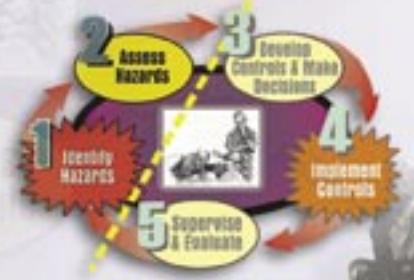 1
Identify
Hazards
2
Assess
Hazards
3
Develop
Controls & Make
Decisions
4
Implement
Controls
5
Supervise
& Evaluate